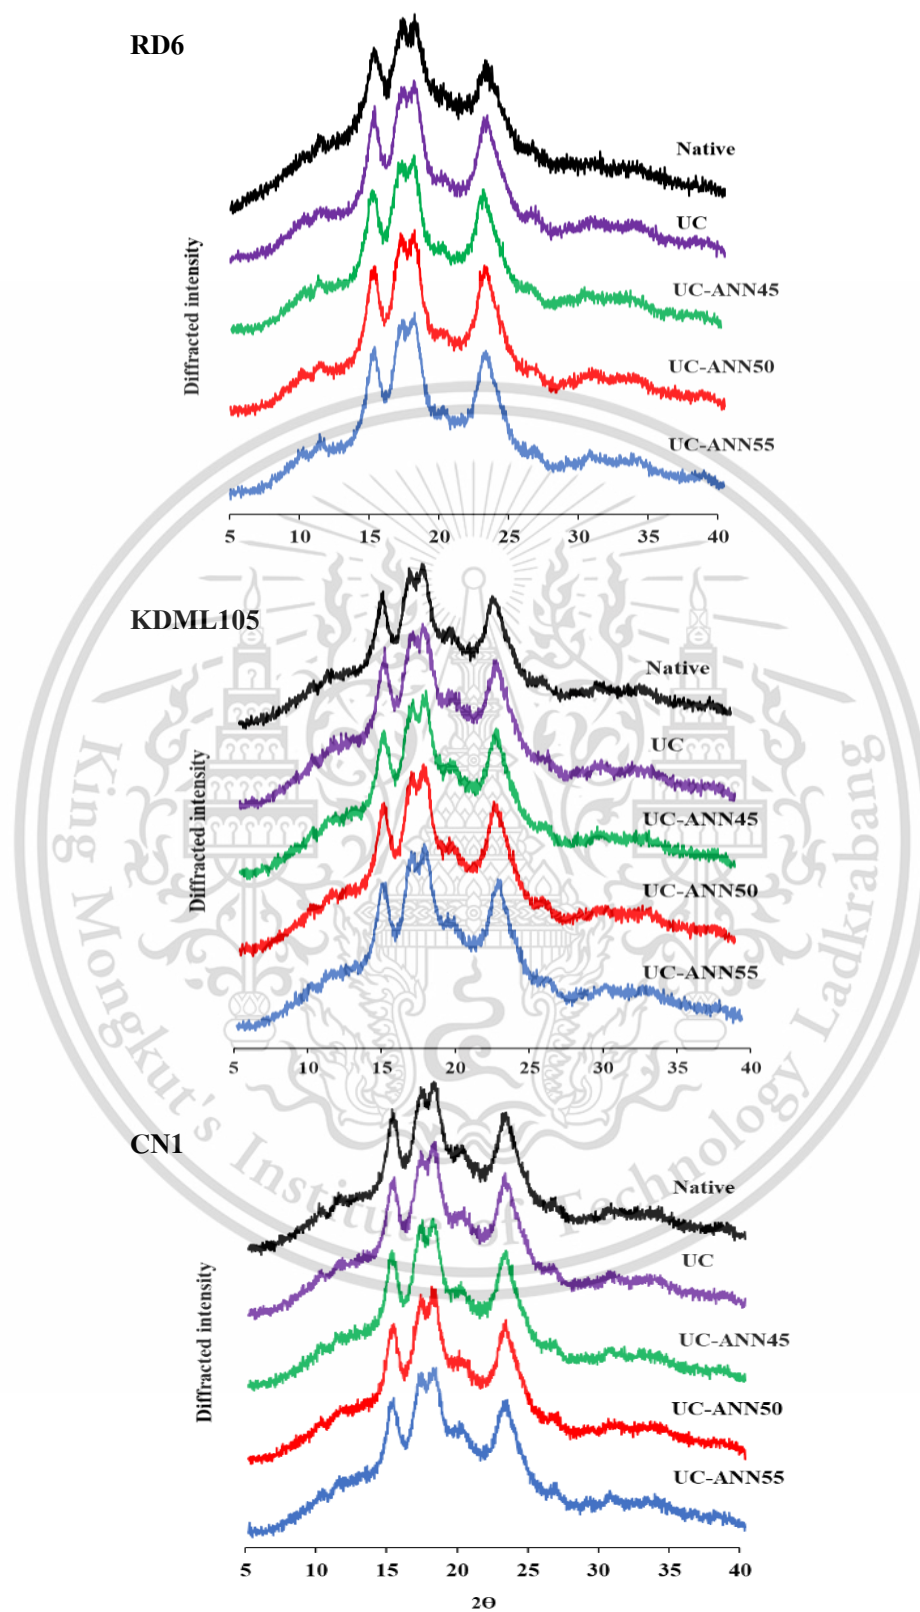 RD6
Native
UC
UC-ANN45
UC-ANN50
UC-ANN55
Diffracted intensity
5 10 15 20 25 30 35 40
KDML105
Native
UC
UC-ANN45
UC-ANN50
UC-ANN55
Diffracted intensity
5 10 15 20 25 30 35 40
CN1
Native
UC
UC-ANN45
UC-ANN50
UC-ANN55
Diffracted intensity
5 10 15 20 25 30 35 40
2Ө
King Mongkut's Institute of Technology Ladkrabang